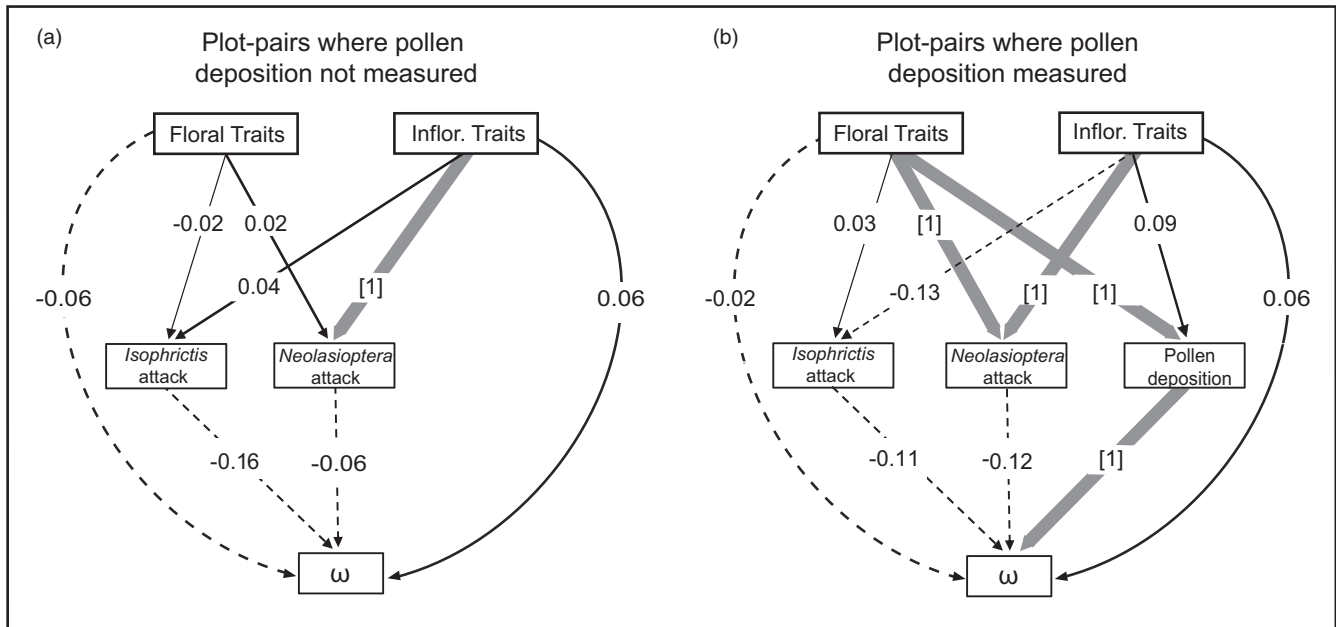 (a)
Plot-pairs where pollen
deposition not measured
Floral Traits
Inflor. Traits
-0.02
0.02
0.04
[1]
-0.06
0.06
Isophrictis
attack
Neolasioptera
attack
-0.16
-0.06
ω
(b)
Plot-pairs where pollen
deposition measured
Floral Traits
Inflor. Traits
0.03
[1]
0.09
-0.13
[1]
[1]
-0.02
0.06
Isophrictis
attack
Neolasioptera
attack
Pollen
deposition
-0.11
-0.12
[1]
ω